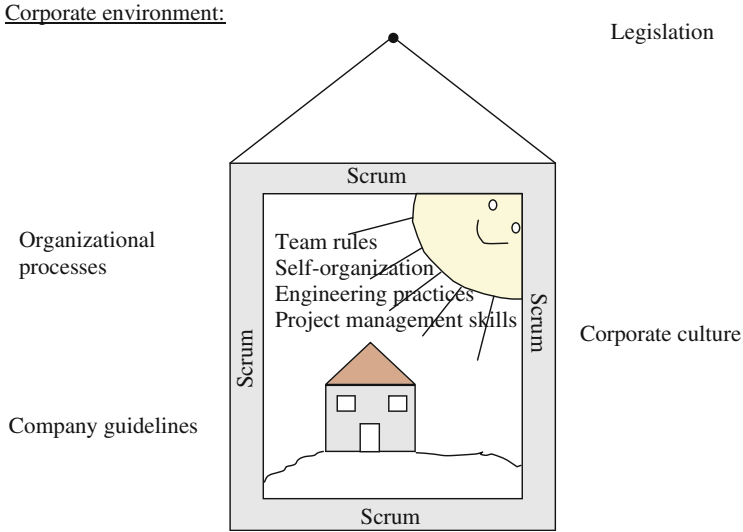 Corporate environment:
Legislation
Scrum
Team rules
Self-organization
Engineering practices
Project management skills
Organizational
processes
Scrum
Scrum
Corporate culture
Company guidelines
Scrum